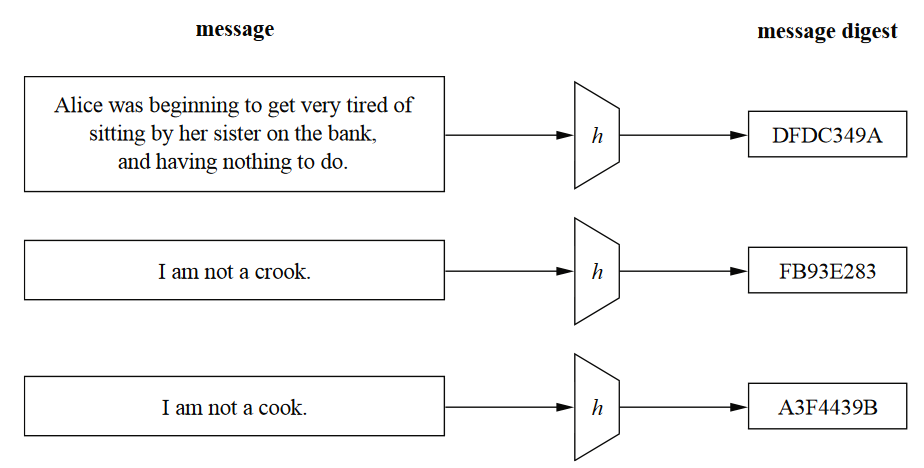 message
message digest
Alice was beginning to get very tired of
sitting by her sister on the bank,
and having nothing to do.
h
DFDC349A
I am not a crook.
h
FB93E283
I am not a cook.
h
A3F4439B